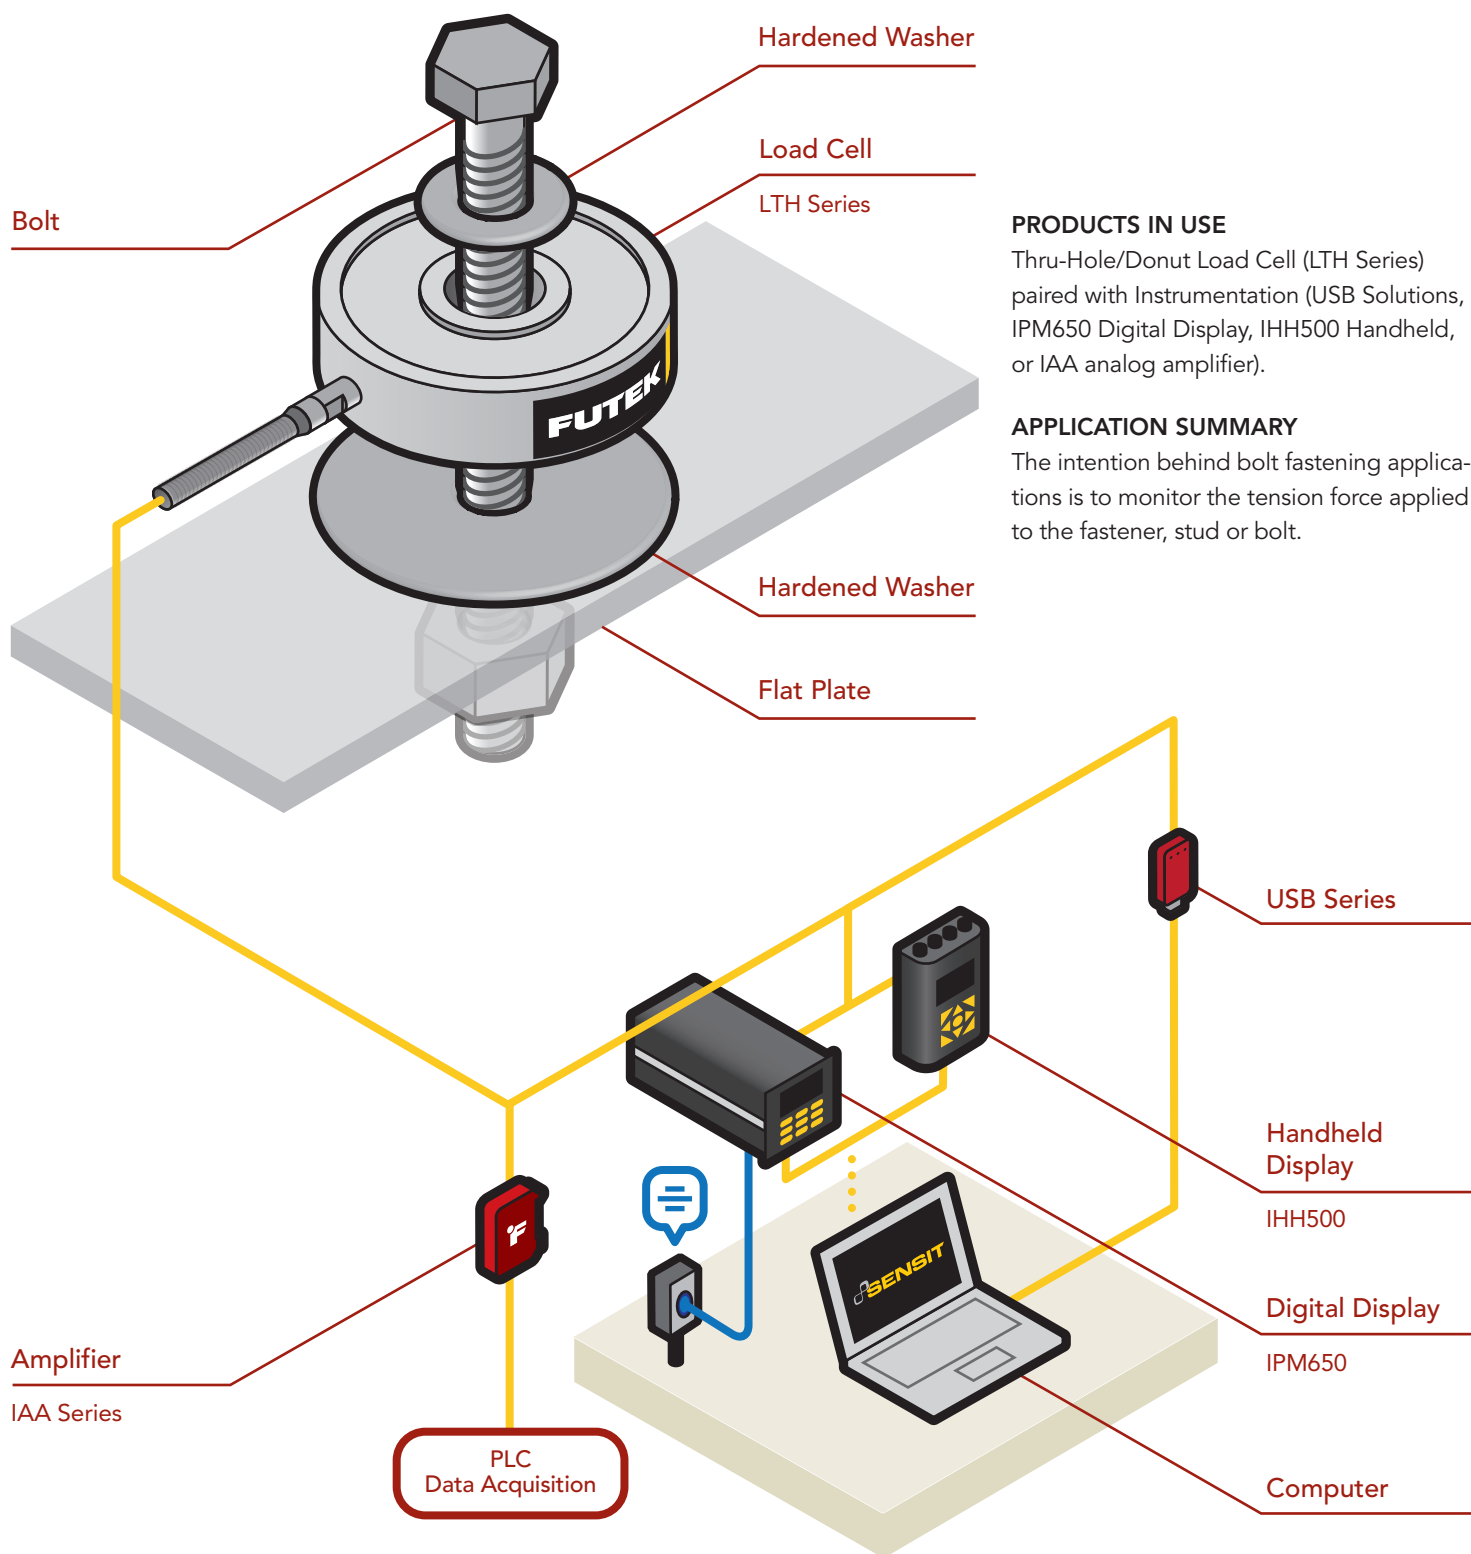 Hardened Washer
Load Cell
LTH Series
Bolt
PRODUCTS IN USE
Thru-Hole/Donut Load Cell (LTH Series)
paired with Instrumentation (USB Solutions,
IPM650 Digital Display, IHH500 Handheld,
or IAA analog amplifier).
APPLICATION SUMMARY
The intention behind bolt fastening applica-
tions is to monitor the tension force applied
to the fastener, stud or bolt.
FUTEK
Hardened Washer
Flat Plate
USB Series
Handheld
Display
IHH500
SENSIT
Digital Display
IPM650
Amplifier
IAA Series
F
PLC
Data Acquisition
Computer